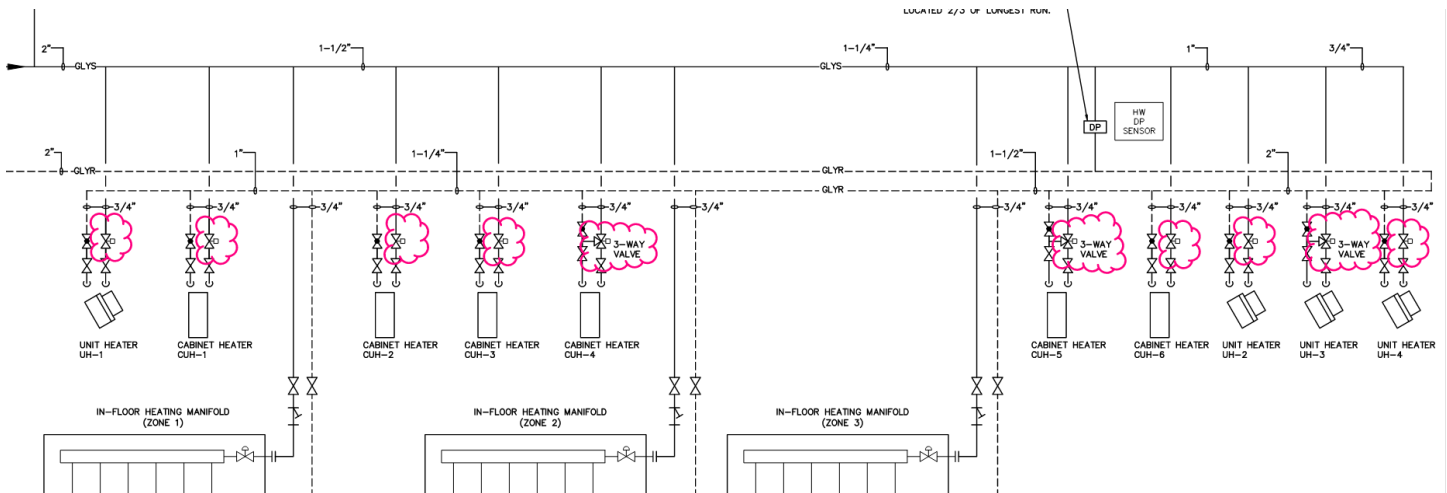 LOCATED 2/3 OF LONGEST RUN.
2"
1-1/2"
1-1/4"
1"
3/4"
GLYS
GLYS
HW
DP
SENSOR
DP
2"
1"
1-1/4"
1-1/2"
2"
GLYR
GLYR
GLYR
3/4"
3/4"
3/4"
3/4"
3/4"
3/4"
3/4"
3/4"
3/4"
3/4"
3/4"
3/4"
3/4"
3-WAY
VALVE
3-WAY
VALVE
3-WAY
VALVE
UNIT HEATER
UH-1
CABINET HEATER
CUH-1
CABINET HEATER
CUH-2
CABINET HEATER
CUH-3
CABINET HEATER
CUH-4
CABINET HEATER
CUH-5
CABINET HEATER
CUH-6
UNIT HEATER
UH-2
UNIT HEATER
UH-3
UNIT HEATER
UH-4
IN-FLOOR HEATING MANIFOLD
(ZONE 1)
IN-FLOOR HEATING MANIFOLD
(ZONE 2)
IN-FLOOR HEATING MANIFOLD
(ZONE 3)